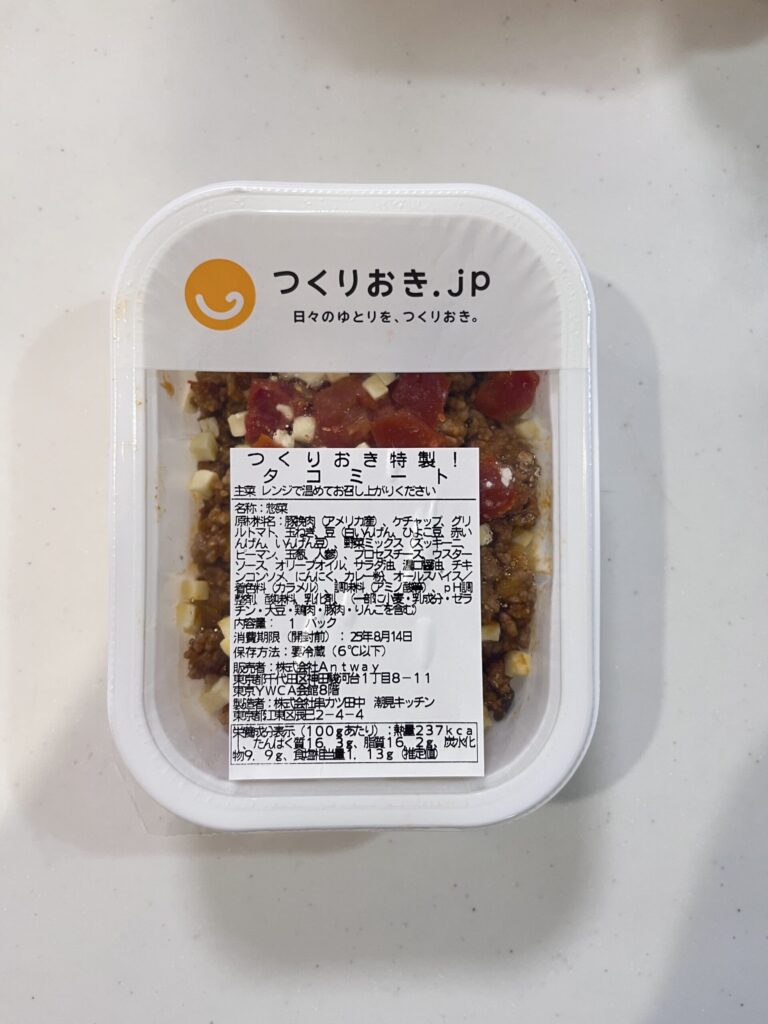 つくりおき.jp
日々のゆとりを、つくりおき。
つくりおき特製！
タコミート
主菜 レンジで温めてお召し上がりください
名称：惣菜
原材料名：豚挽肉（アメリカ産）、ケチャップ、グリ
ルトマト、玉ねぎ、豆（白いんげん、ひよこ豆、赤い
んげん、いんげん豆）、野菜ミックス（ズッキーニ、
ピーマン、玉葱、人参）、プロセスチーズ、ウスター
ソース、オリーブオイル、サラダ油、濃口醤油、チキ
ンコンソメ、にんにく、カレー粉、オールスパイス／
着色料（カラメル）、調味料（アミノ酸等）、ｐＨ調
整剤、酸味料、乳化剤、（一部に小麦・乳成分・ゼラ
チン・大豆・鶏肉・豚肉・りんごを含む）
内容量： １ パック
消費期限（開封前）：25年8月14日
保存方法：要冷蔵（6℃以下）
販売者：株式会社Ａｎｔｗａｙ
東京都千代田区神田駿河台１丁目８－１１
東京ＹＷＣＡ会館８階
製造者：株式会社串カツ田中 潮見キッチン
東京都江東区辰巳２－４－４
栄養成分表示（100gあたり）：熱量237kca
l、たんぱく質16.3g、脂質16.2g、炭水化
物9.9g、食塩相当量1.13g（推定値）